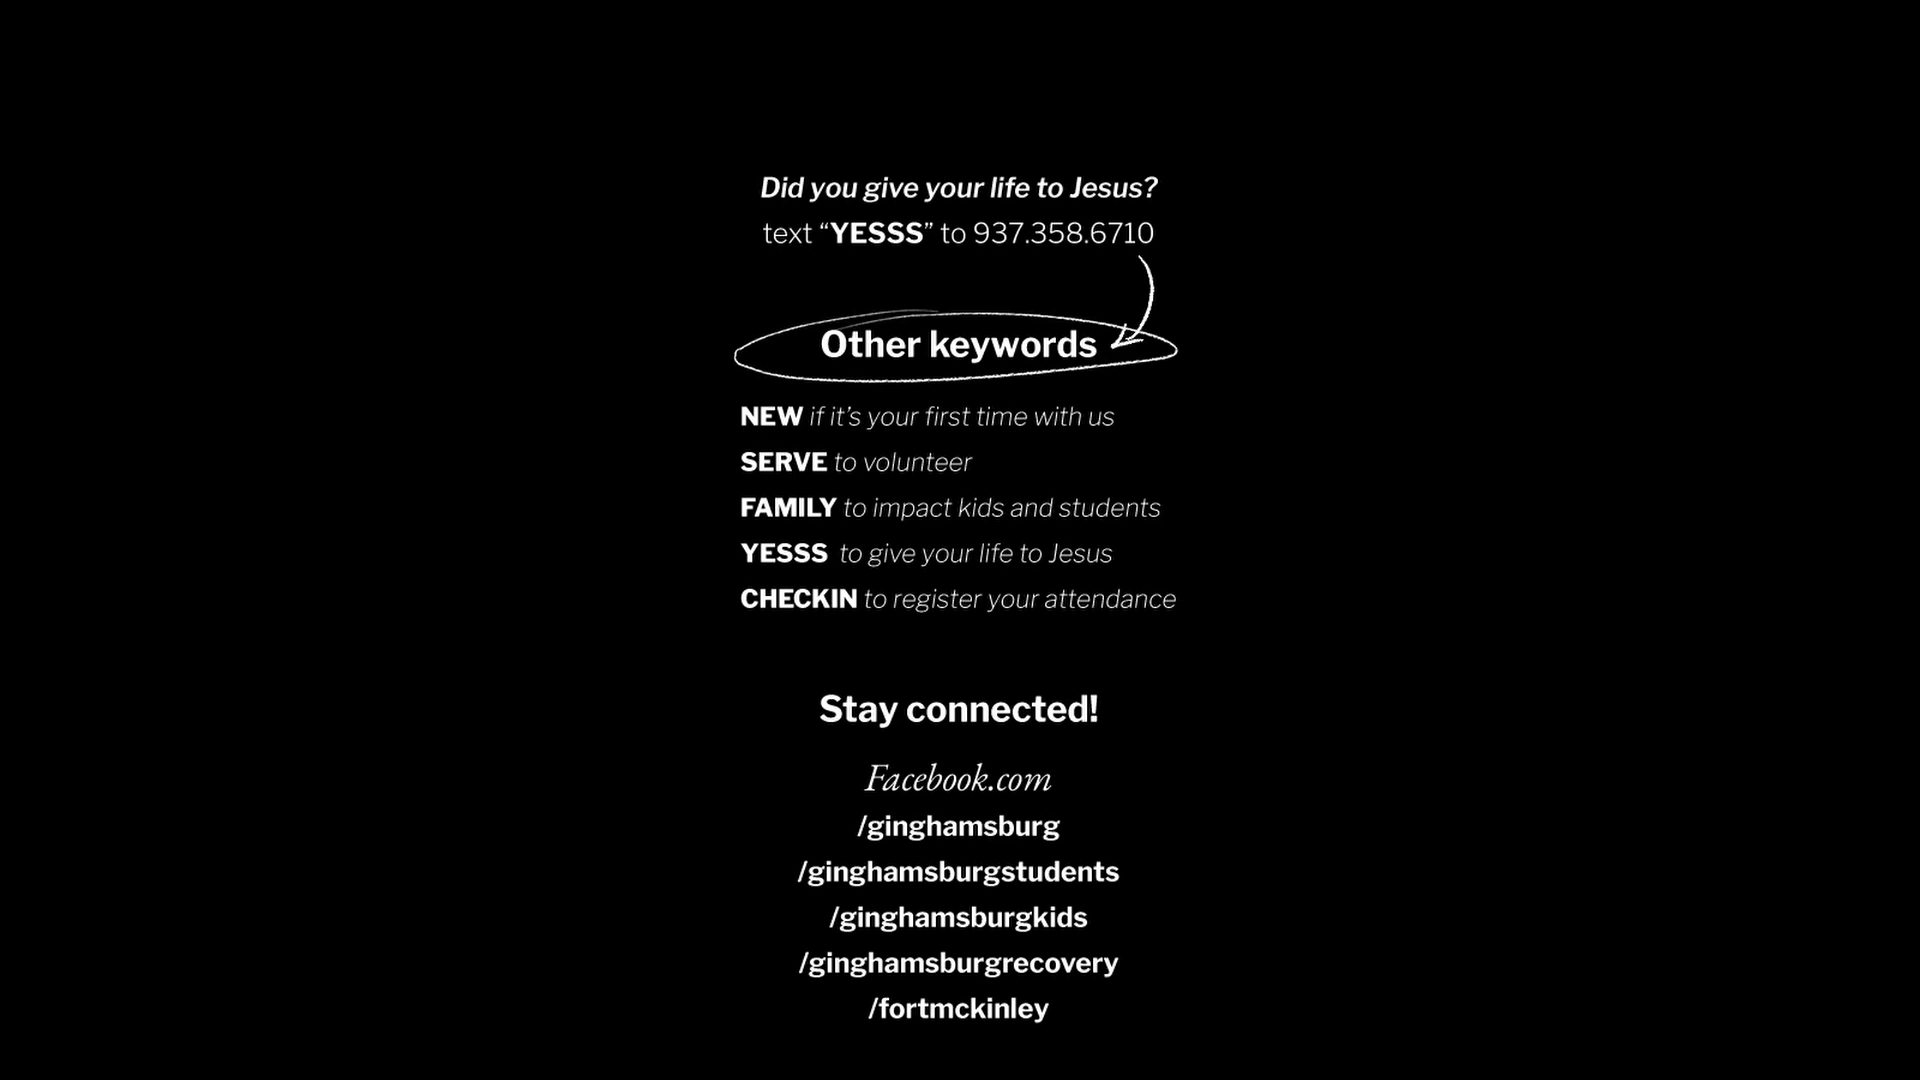 Did you give your life to Jesus?
text “YESSS” to 937.358.6710
Other keywords
NEW if it’s your first time with us
SERVE to volunteer
FAMILY to impact kids and students
YESSS to give your life to Jesus
CHECKIN to register your attendance
Stay connected!
Facebook.com
/ginghamsburg
/ginghamsburgstudents
/ginghamsburgkids
/ginghamsburgrecovery
/fortmckinley